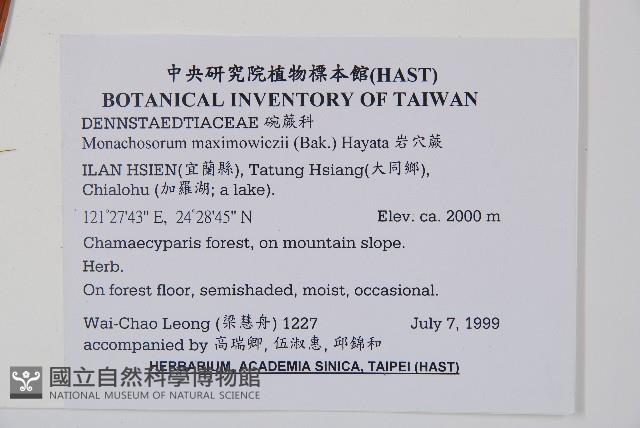 中央研究院植物標本館(HAST)
BOTANICAL INVENTORY OF TAIWAN
DENNSTAEDTIACEAE 碗蕨科
Monachosorum maximowiczii (Bak.) Hayata 岩穴蕨
ILAN HSIEN(宜蘭縣), Tatung Hsiang(大同鄉),
Chialohu (加羅湖; a lake).
121°27'43" E, 24°28'45" N Elev. ca. 2000 m
Chamaecyparis forest, on mountain slope.
Herb.
On forest floor, semishaded, moist, occasional.
Wai-Chao Leong (梁慧舟) 1227 July 7, 1999
accompanied by 高瑞卿, 伍淑惠, 邱錦和
HERBARIUM, ACADEMIA SINICA, TAIPEI (HAST)
國立自然科學博物館
NATIONAL MUSEUM OF NATURAL SCIENCE